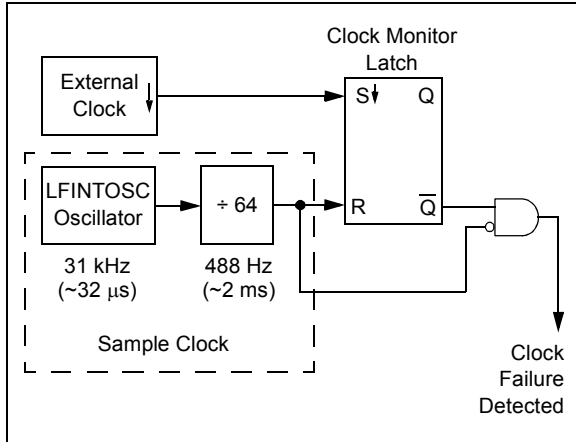 Clock Monitor
Latch
External
Clock
S
Q
LFINTOSC
Oscillator
÷ 64
R
Q̅
31 kHz
(~32 μs)
488 Hz
(~2 ms)
Sample Clock
Clock
Failure
Detected